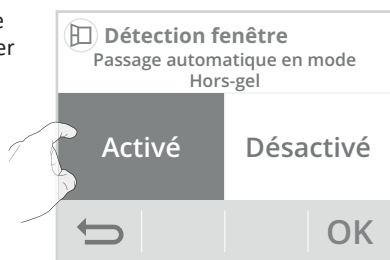 e
er
Détection fenêtre
Passage automatique en mode
Hors-gel
Activé Désactivé
OK